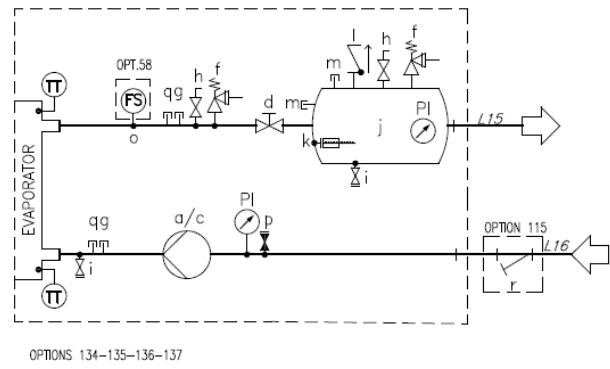 l
h
f
OPT.58
m
TT
FS
qg
h
f
d
m
j
PI
L15
o
k
i
EVAPORATOR
qg
a/c
PI
p
OPTION 115
L16
i
r
TT
OPTIONS 134-135-136-137